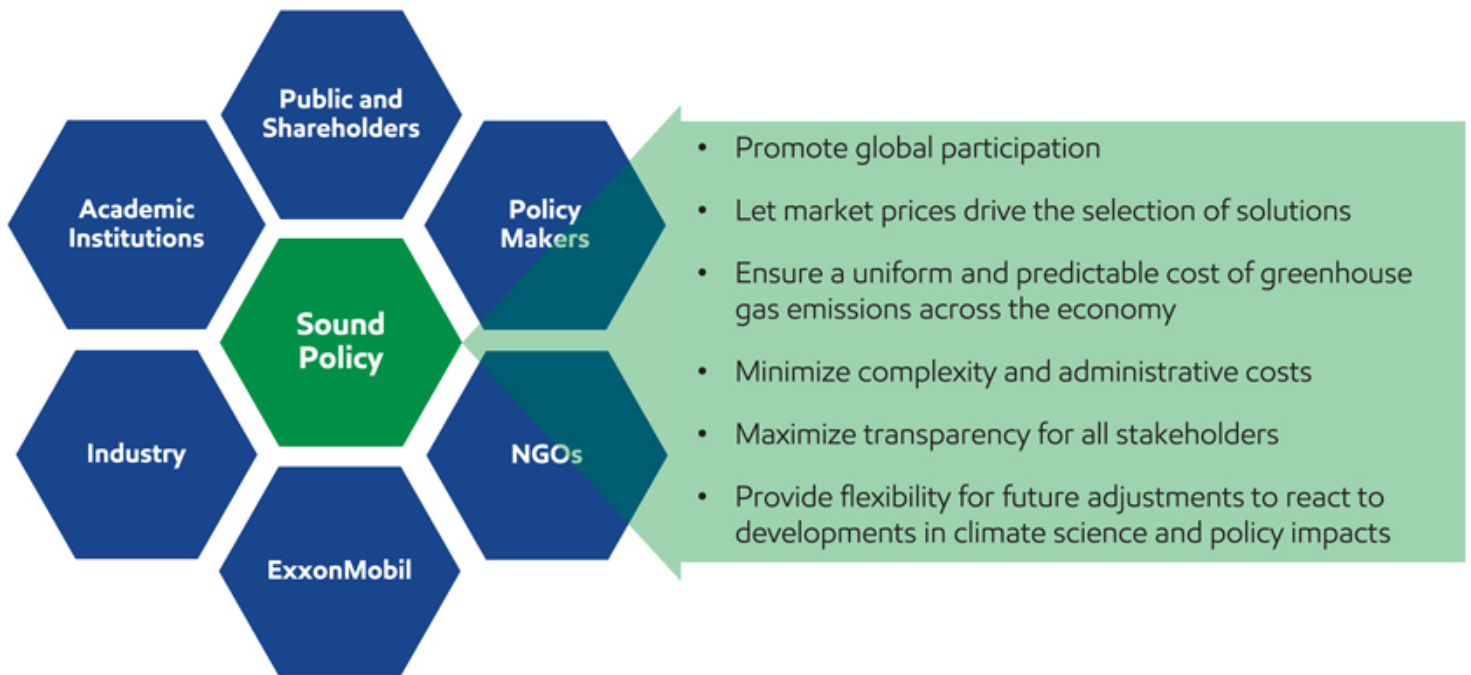 Public and
Shareholders
Academic
Institutions
Policy
Makers
Sound
Policy
Industry
NGOs
ExxonMobil
• Promote global participation
• Let market prices drive the selection of solutions
• Ensure a uniform and predictable cost of greenhouse
gas emissions across the economy
• Minimize complexity and administrative costs
• Maximize transparency for all stakeholders
• Provide flexibility for future adjustments to react to
developments in climate science and policy impacts